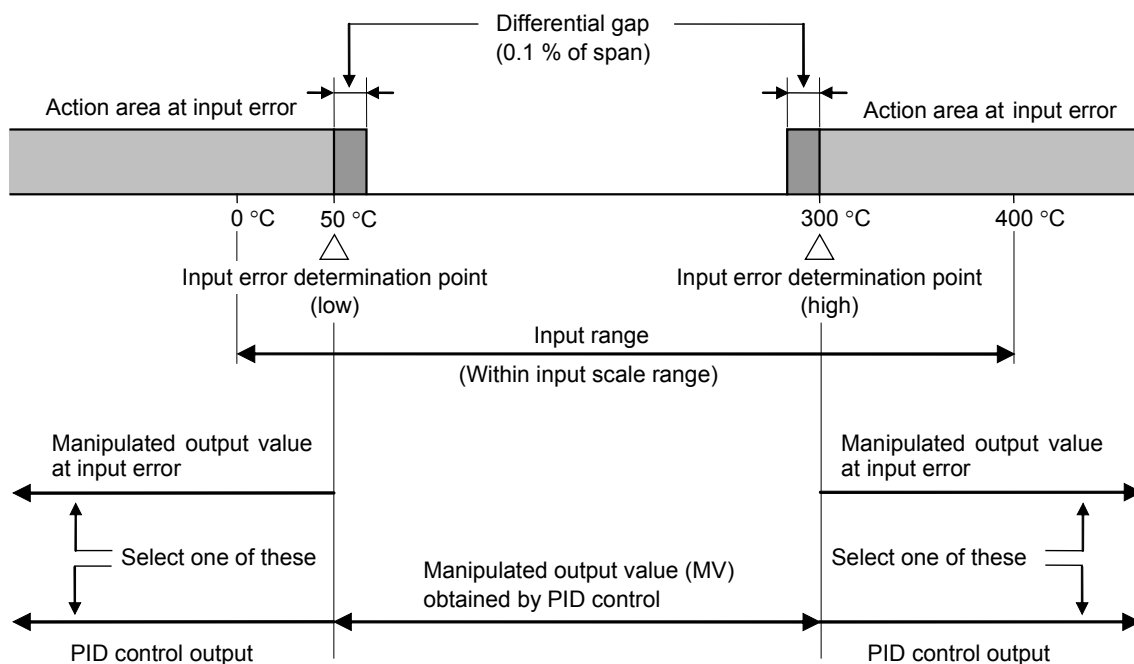 Differential gap
(0.1 % of span)
Action area at input error
Action area at input error
0 °C
50 °C
300 °C
400 °C
Input error determination point
(low)
Input error determination point
(high)
Input range
(Within input scale range)
Manipulated output value
at input error
Manipulated output value
at input error
Select one of these
Select one of these
Manipulated output value (MV)
obtained by PID control
PID control output
PID control output